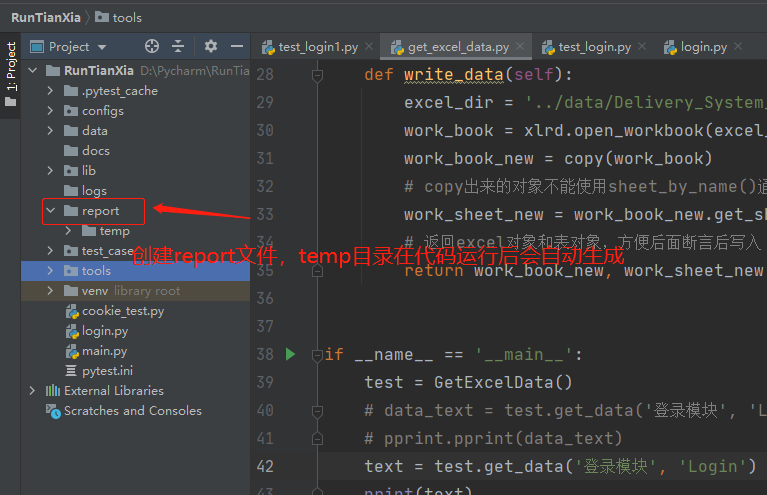 RunTianXia tools
1: Project
Project
RunTianXia D:\Pycharm\RunTia
.pytest_cache
configs
data
docs
lib
logs
report
temp
test_case
tools
venv library root
cookie_test.py
login.py
main.py
pytest.ini
External Libraries
Scratches and Consoles
test_login1.py
get_excel_data.py
test_login.py
login.py
28 def write_data(self):
29 excel_dir = '../data/Delivery_System_
30 work_book = xlrd.open_workbook(excel_
31 work_book_new = copy(work_book)
32 # copy出来的对象不能使用sheet_by_name()通
33 work_sheet_new = work_book_new.get_s
34 # 返回excel对象和表对象，方便后面断言后写入
35 return work_book_new, work_sheet_new
36
37
38 if __name__ == '__main__':
39 test = GetExcelData()
40 # data_text = test.get_data('登录模块', 'L
41 # pprint.pprint(data_text)
42 text = test.get_data('登录模块', 'Login')
43 print(text)
创建report文件，temp目录在代码运行后会自动生成